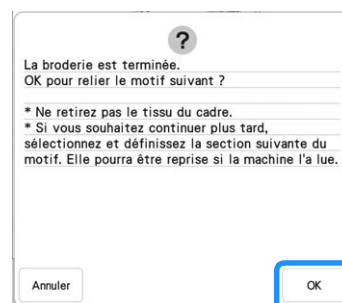 ?
La broderie est terminée.
OK pour relier le motif suivant ?
* Ne retirez pas le tissu du cadre.
* Si vous souhaitez continuer plus tard,
sélectionnez et définissez la section suivante du
motif. Elle pourra être reprise si la machine l'a lue.
Annuler
OK